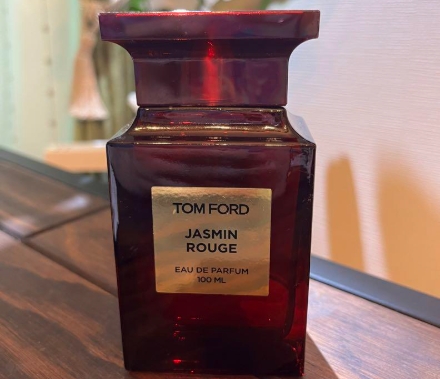 TOM FORD
JASMIN
ROUGE
EAU DE PARFUM
100 ML